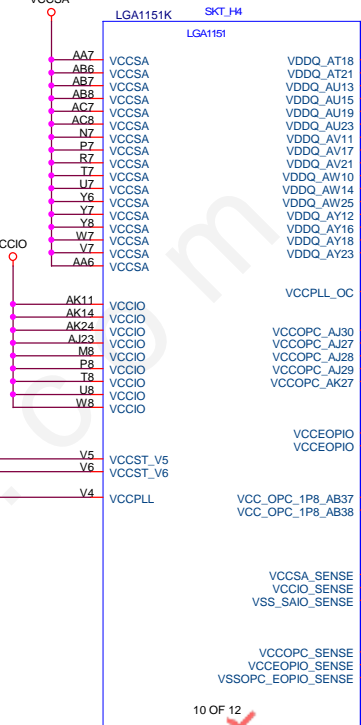 VCCSA
LGA1151K SKT_H4
LGA1151
AA7 VCCSA VDDQ_AT18
AB6 VCCSA VDDQ_AT21
AB7 VCCSA VDDQ_AU13
AB8 VCCSA VDDQ_AU15
AC7 VCCSA VDDQ_AU19
AC8 VCCSA VDDQ_AU23
N7 VCCSA VDDQ_AV11
P7 VCCSA VDDQ_AV17
R7 VCCSA VDDQ_AV21
T7 VCCSA VDDQ_AW10
U7 VCCSA VDDQ_AW14
Y6 VCCSA VDDQ_AW25
Y7 VCCSA VDDQ_AY12
Y8 VCCSA VDDQ_AY16
W7 VCCSA VDDQ_AY18
V7 VCCSA VDDQ_AY23
AA6 VCCSA
CCIO
VCCPLL_OC
AK11 VCCIO
AK14 VCCIO
AK24 VCCIO VCCOPC_AJ30
AJ23 VCCIO VCCOPC_AJ27
M8 VCCIO VCCOPC_AJ28
P8 VCCIO VCCOPC_AJ29
T8 VCCIO VCCOPC_AK27
U8 VCCIO
W8 VCCIO
VCCEOPIO
VCCEOPIO
V5 VCCST_V5
V6 VCCST_V6
V4 VCCPLL VCC_OPC_1P8_AB37
VCC_OPC_1P8_AB38
VCCSA_SENSE
VCCIO_SENSE
VSS_SAIO_SENSE
VCCOPC_SENSE
VCCEOPIO_SENSE
VSSOPC_EOPIO_SENSE
10 OF 12